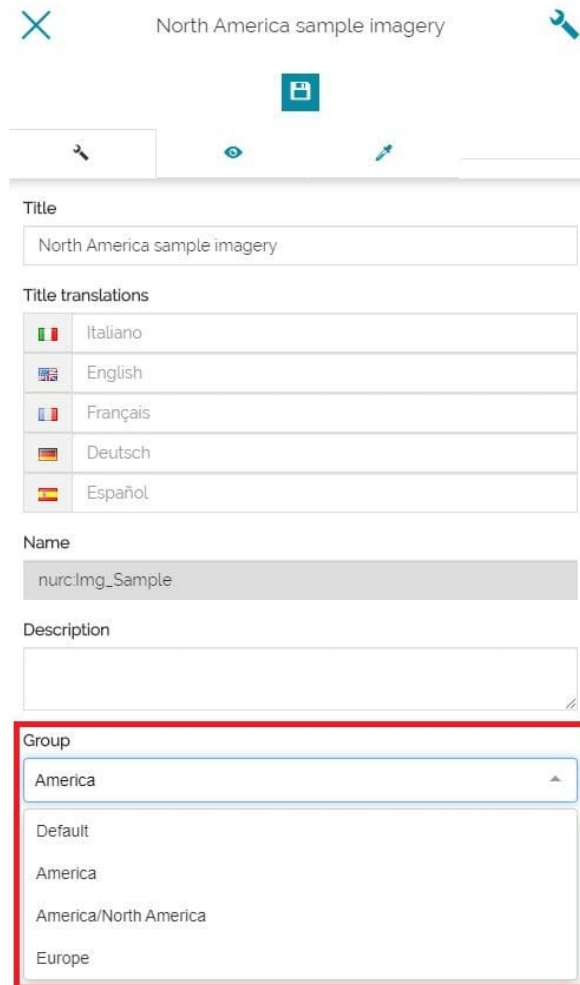 North America sample imagery
Title
North America sample imagery
Title translations
Italiano
English
Français
Deutsch
Español
Name
nurc:Img_Sample
Description
Group
America
Default
America
America/North America
Europe